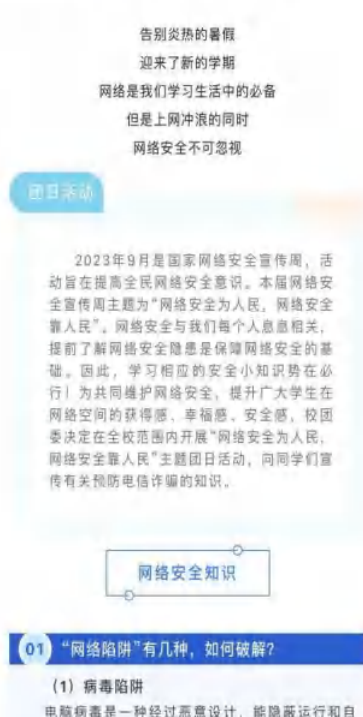 告别炎热的暑假
迎来了新的学期
网络是我们学习生活中的必备
但是上网冲浪的同时
网络安全不可忽视
团日活动
2023年9月是国家网络安全宣传周，活
动旨在提高全民网络安全意识。本届网络安
全宣传周主题为“网络安全为人民，网络安全
靠人民”。网络安全与我们每个人息息相关，
提前了解网络安全隐患是保障网络安全的基
础。因此，学习相应的安全小知识势在必
行！为共同维护网络安全，提升广大学生在
网络空间的获得感、幸福感、安全感，校团
委决定在全校范围内开展“网络安全为人民，
网络安全靠人民”主题团日活动，向同学们宣
传有关预防电信诈骗的知识。
网络安全知识
01 “网络陷阱”有几种，如何破解？
（1）病毒陷阱
电脑病毒是一种经过恶意设计，能隐蔽运行和自